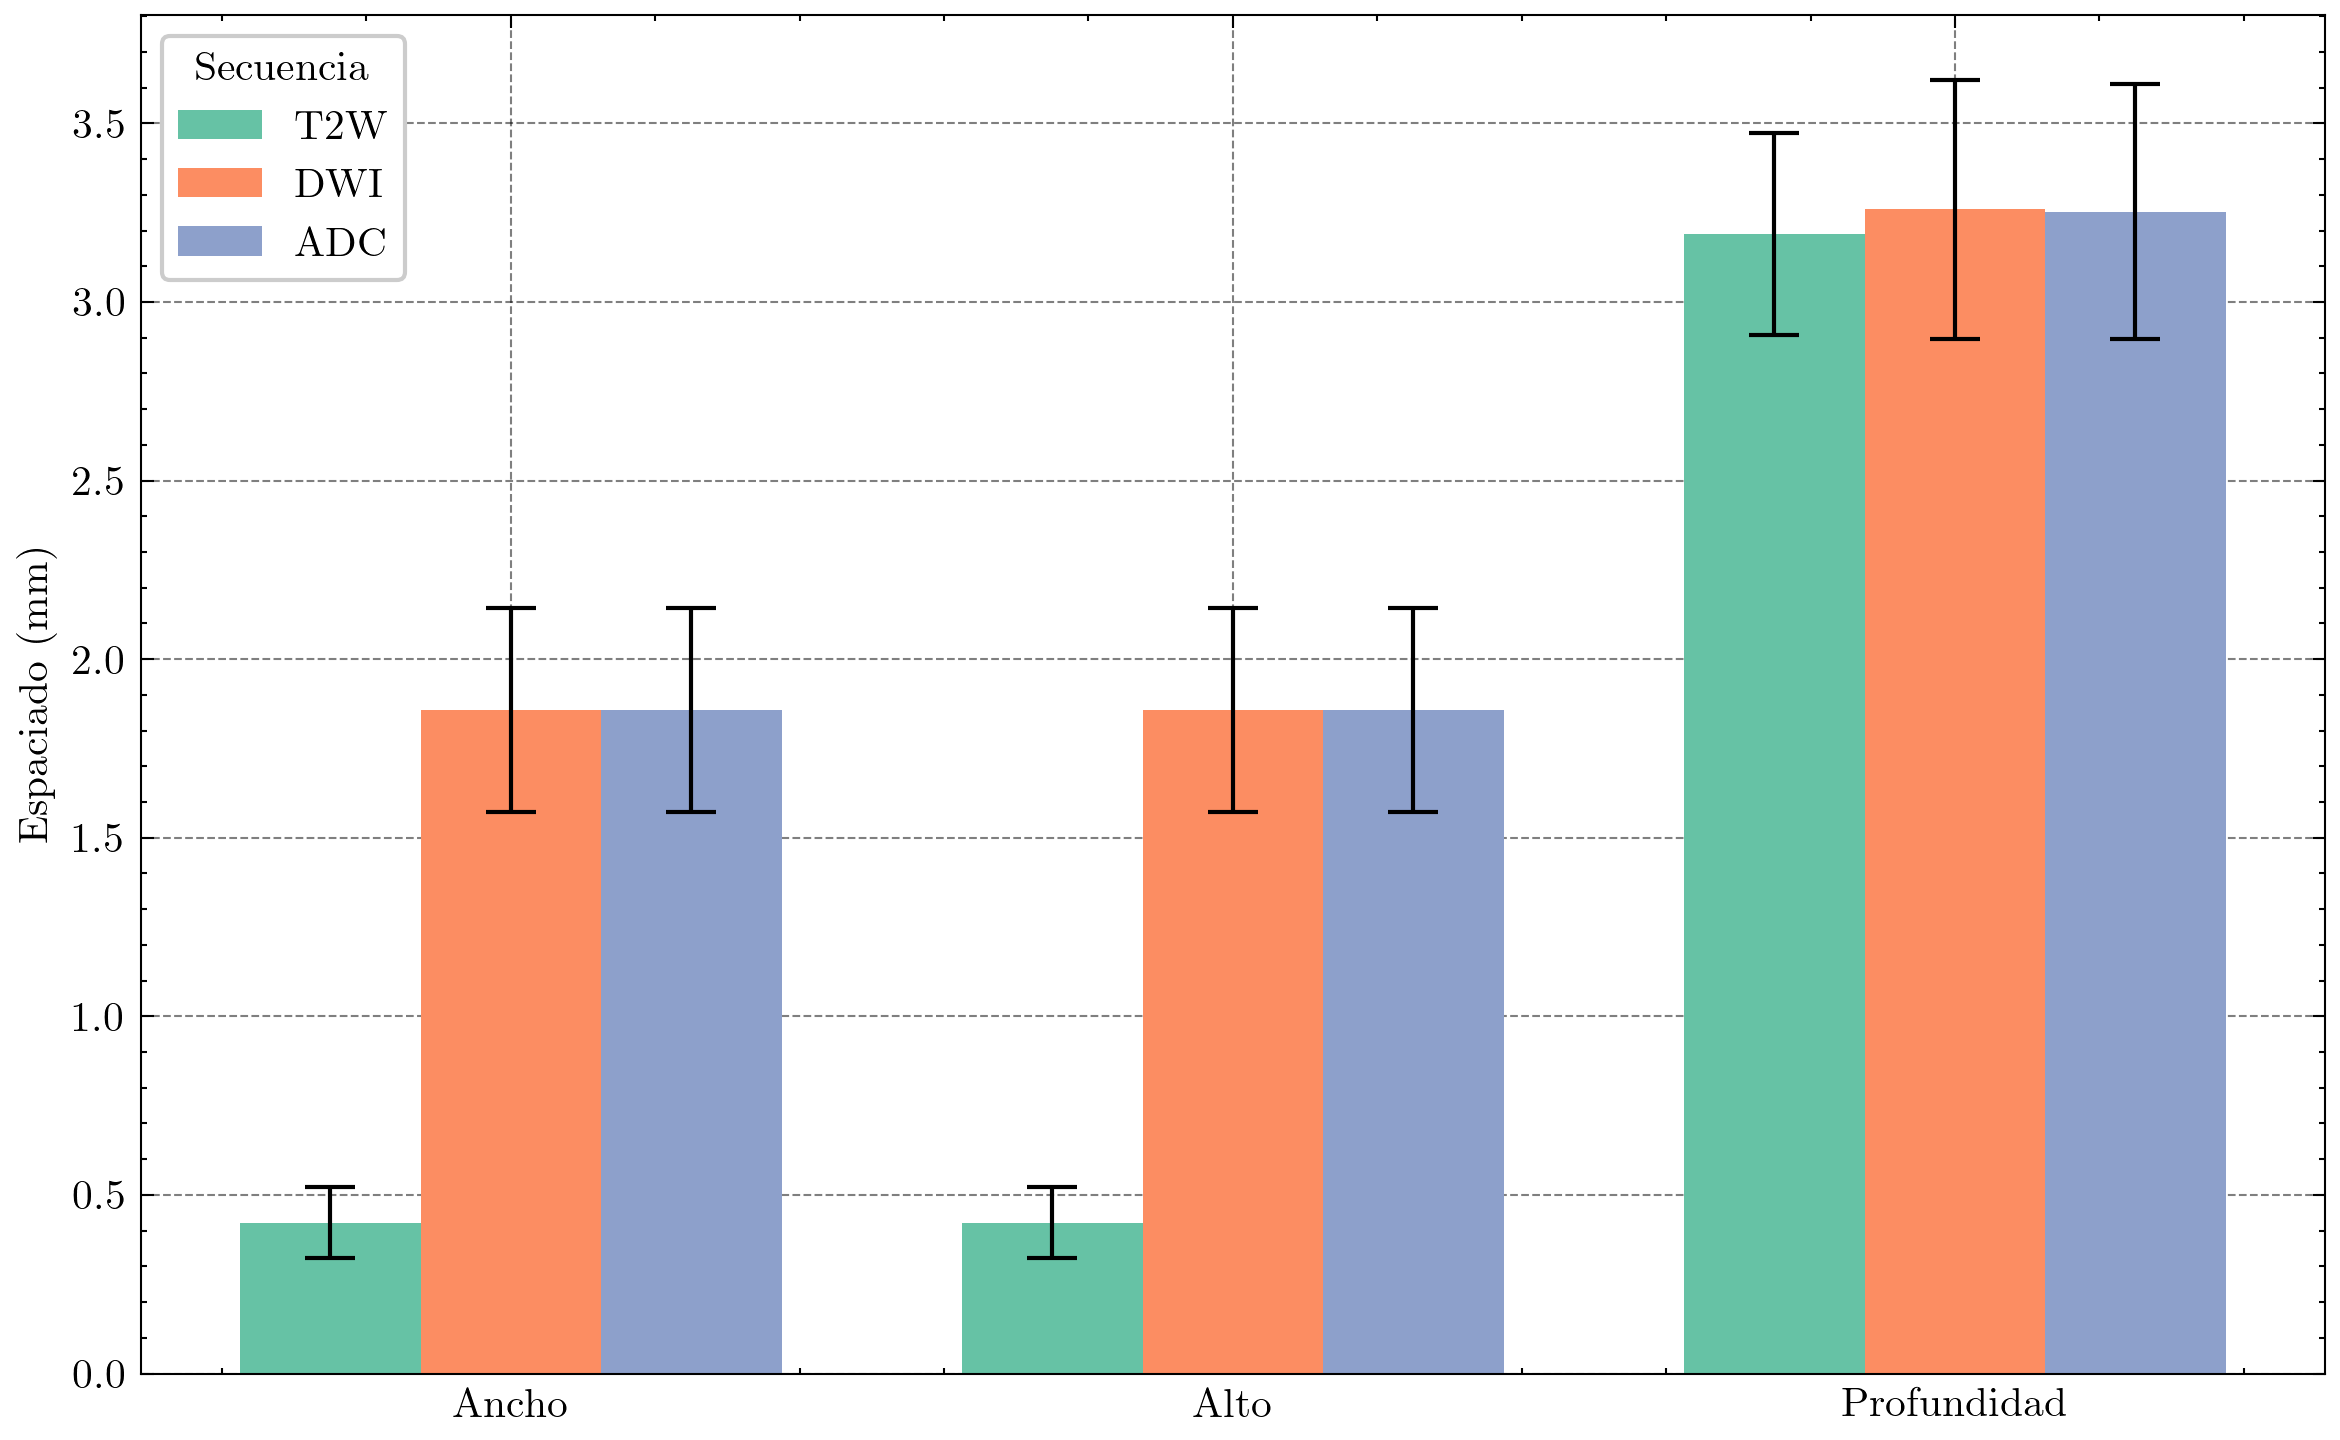 Secuencia
T2W
DWI
ADC
Espaciado (mm)
3.5
3.0
2.5
2.0
1.5
1.0
0.5
0.0
Ancho
Alto
Profundidad